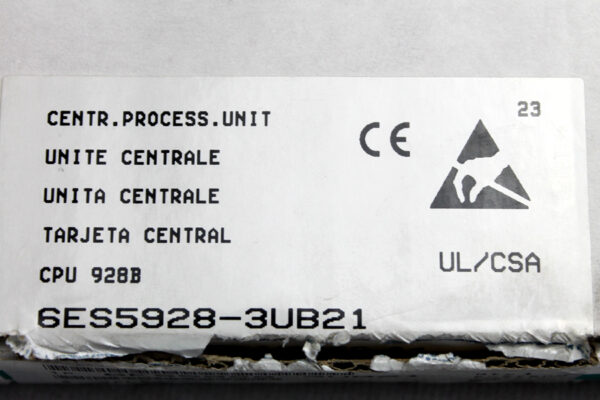 23
CENTR.PROCESS.UNIT
CE
UNITE CENTRALE
UNITA CENTRALE
TARJETA CENTRAL
UL/CSA
CPU 928B
6ES5928-3UB21